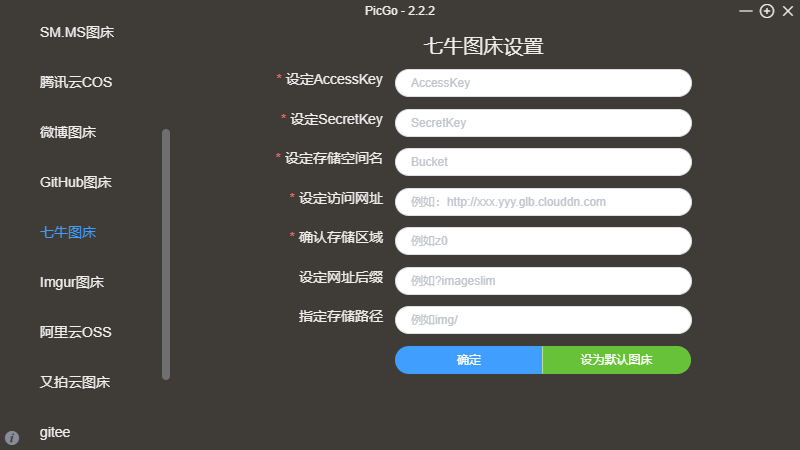 PicGo - 2.2.2
SM.MS图床
腾讯云COS
微博图床
GitHub图床
七牛图床
Imgur图床
阿里云OSS
又拍云图床
gitee
七牛图床设置
* 设定AccessKey
AccessKey
* 设定SecretKey
SecretKey
* 设定存储空间名
Bucket
* 设定访问网址
例如：http://xxx.yyy.glb.clouddn.com
* 确认存储区域
例如z0
设定网址后缀
例如?imageslim
指定存储路径
例如img/
确定
设为默认图床